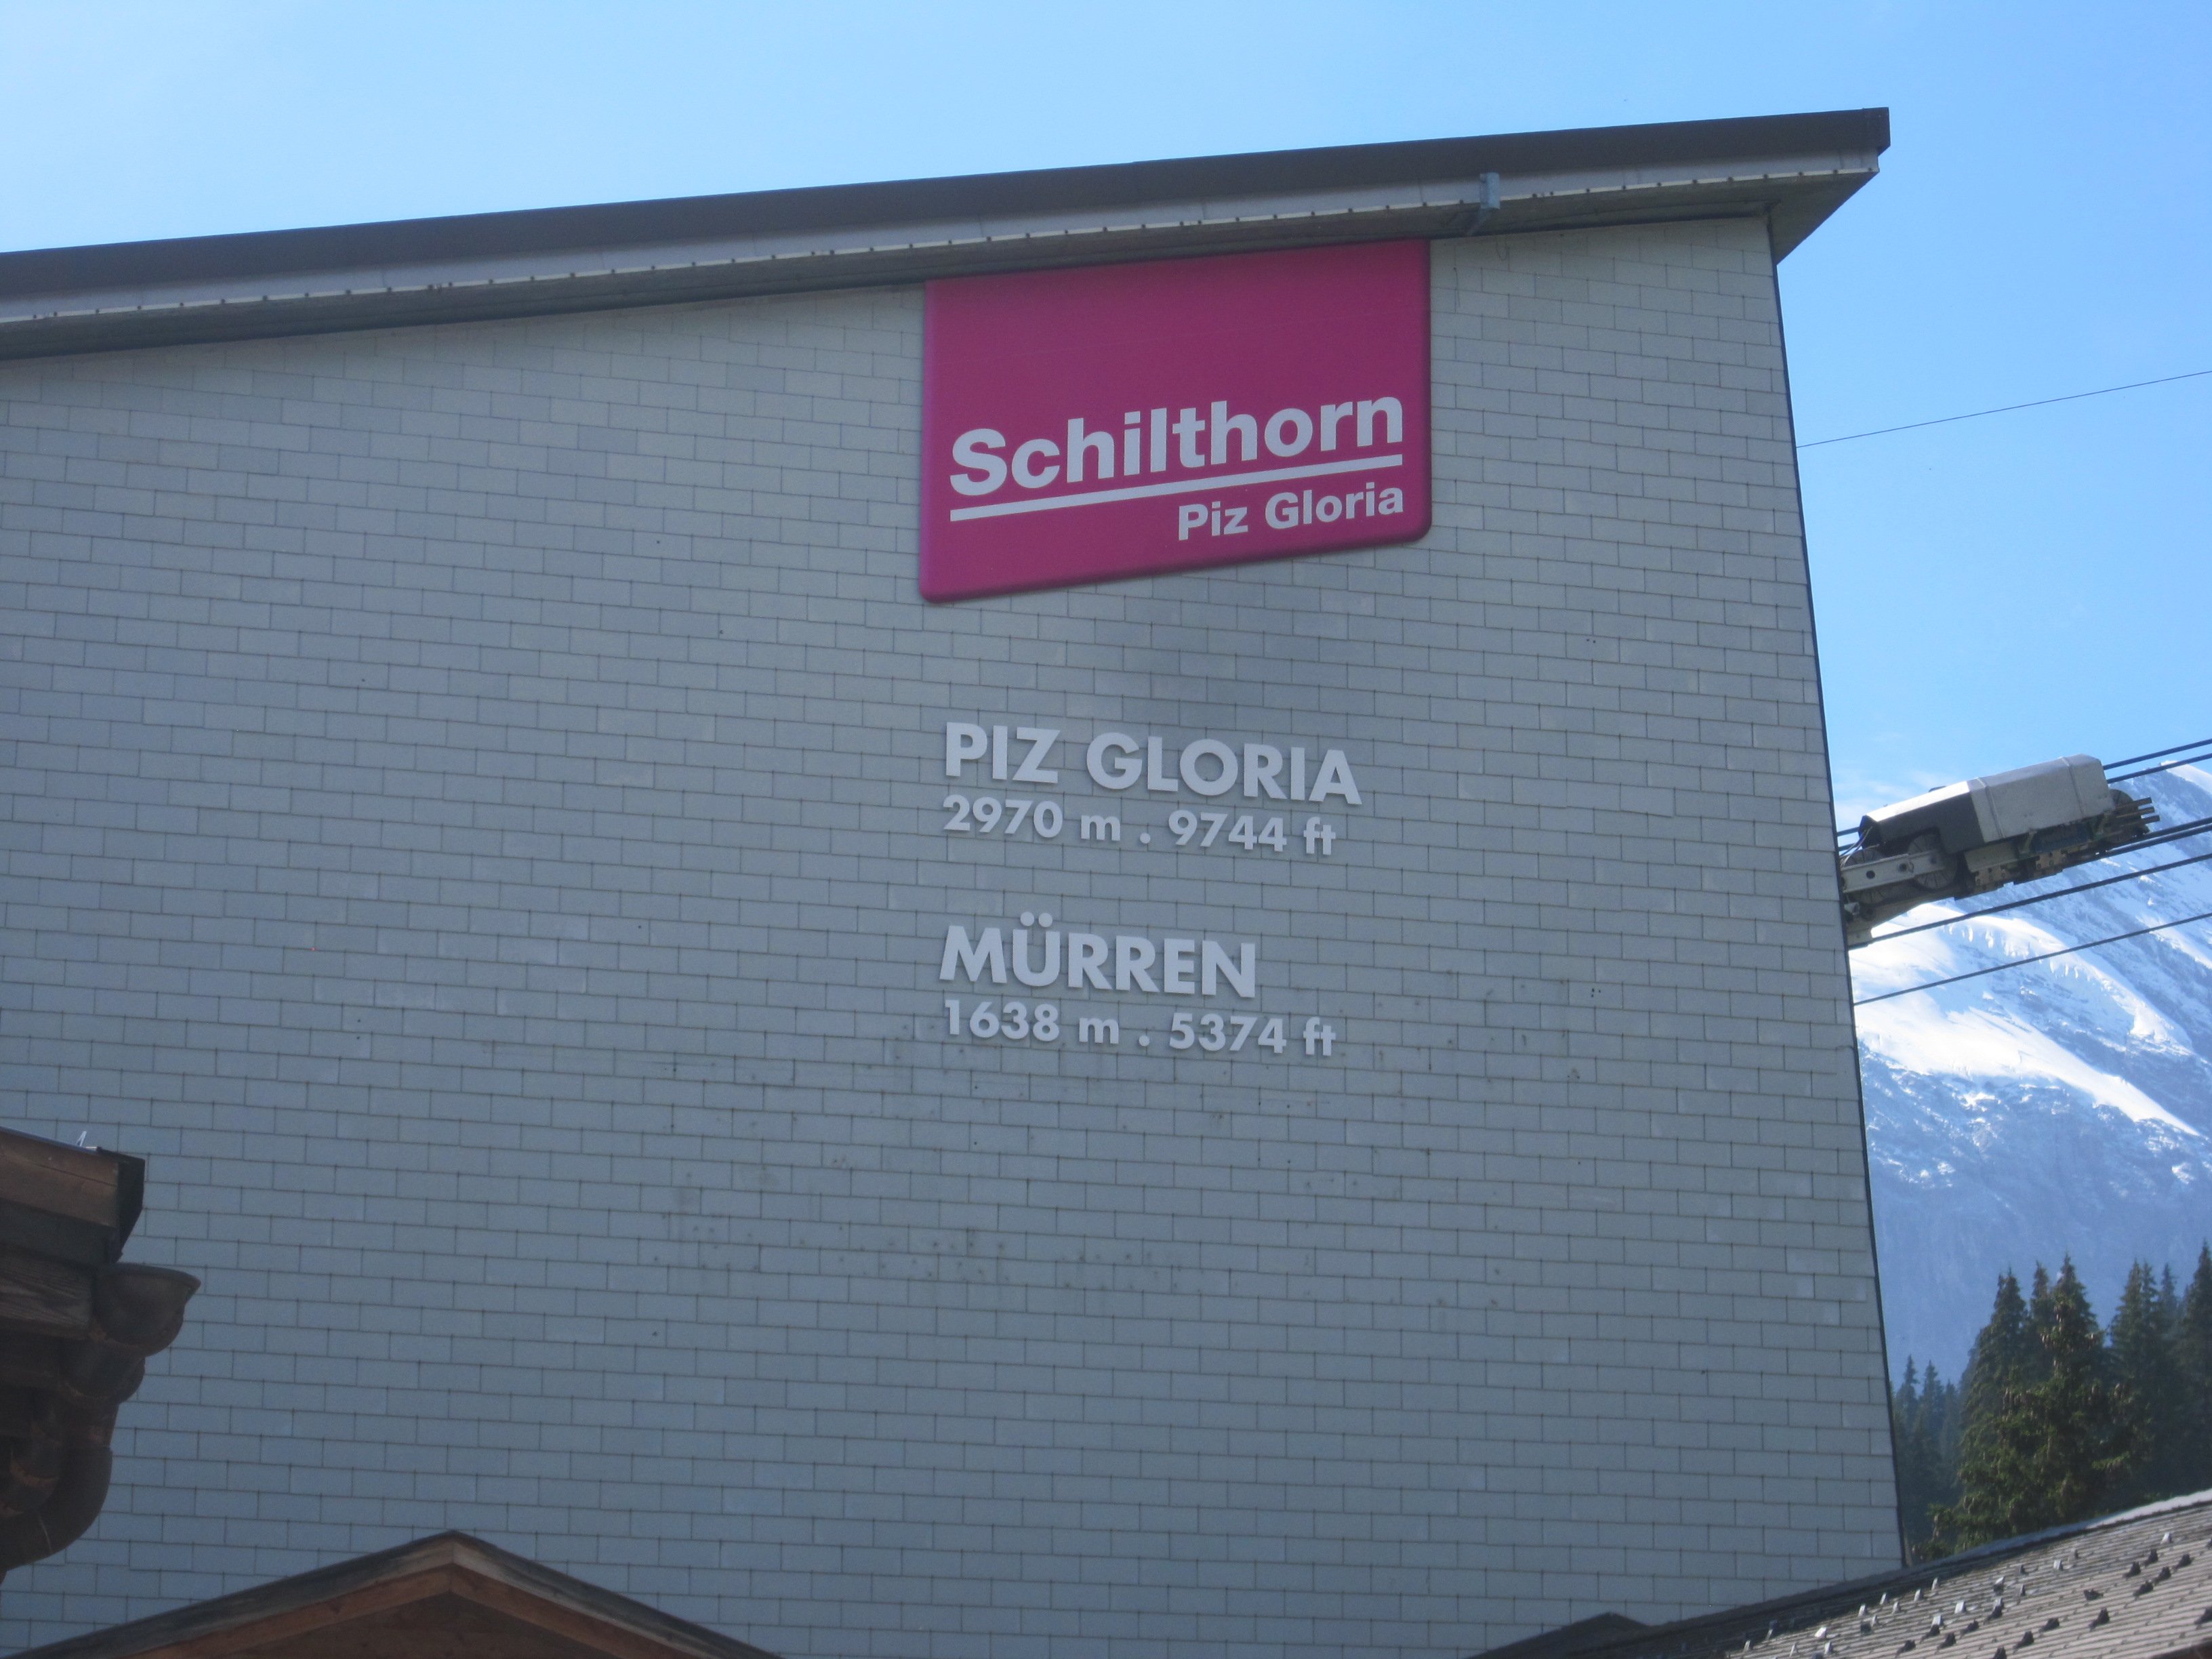 Schilthorn
Piz Gloria
PIZ GLORIA
2970 m . 9744 ft
MÜRREN
1638 m . 5374 ft